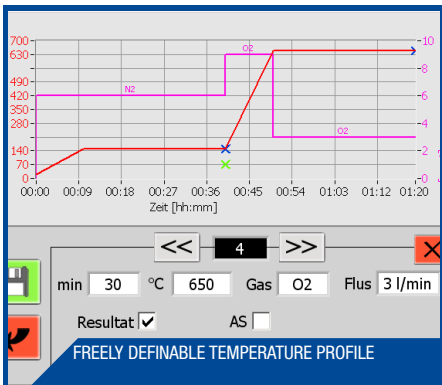 700
630
490
420
350
280
140
70
0
10
8
6
4
2
0
N2
O2
O2
00:00 00:09 00:18 00:27 00:36 00:45 00:54 01:03 01:12 01:20
Zeit [hh:mm]
<< 4 >>
min 30 °C 650 Gas O2 Flus 3 l/min
Resultat AS
FREELY DEFINABLE TEMPERATURE PROFILE